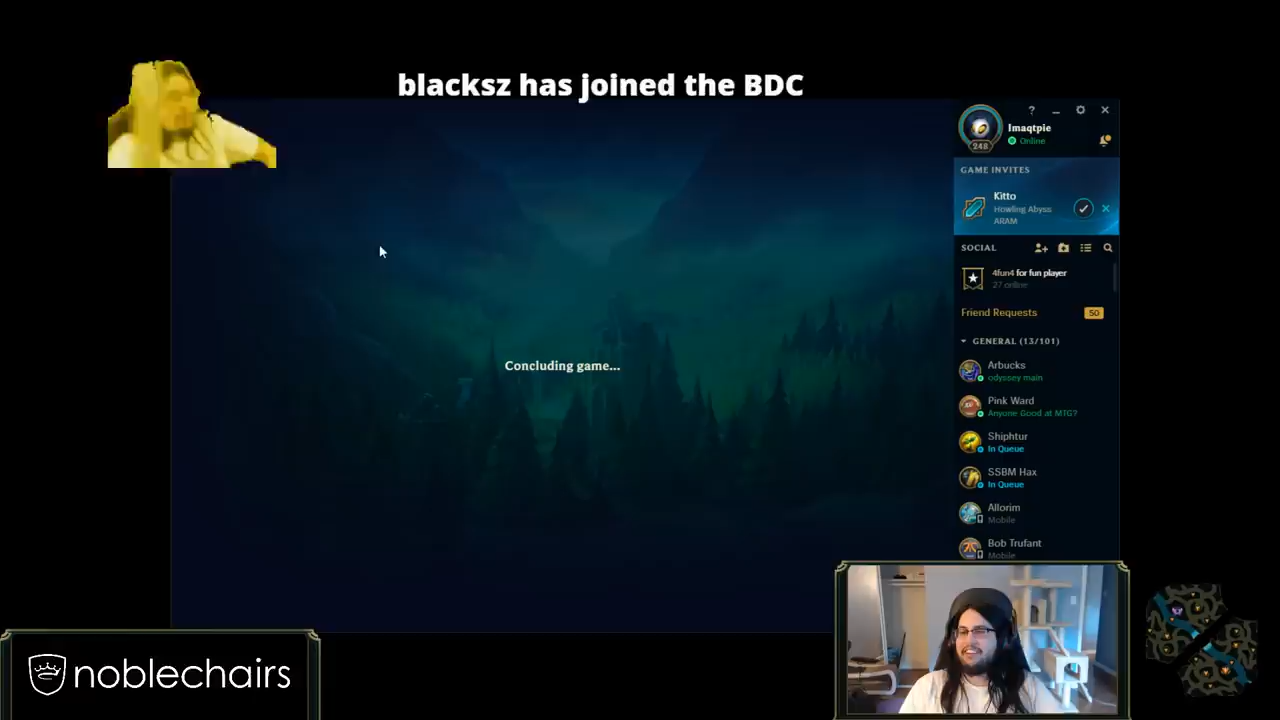 blacksz has joined the BDC
?
Imaqtpie
Online
248
GAME INVITES
Kitto
Howling Abyss
ARAM
SOCIAL
4fun4 for fun player
27 online
Friend Requests
50
GENERAL (13/101)
Arbucks
odyssey main
Pink Ward
Anyone Good at MTG?
Shiphtur
In Queue
SSBM Hax
In Queue
Allorim
Mobile
Bob Trufant
Mobile
Concluding game...
noblechairs